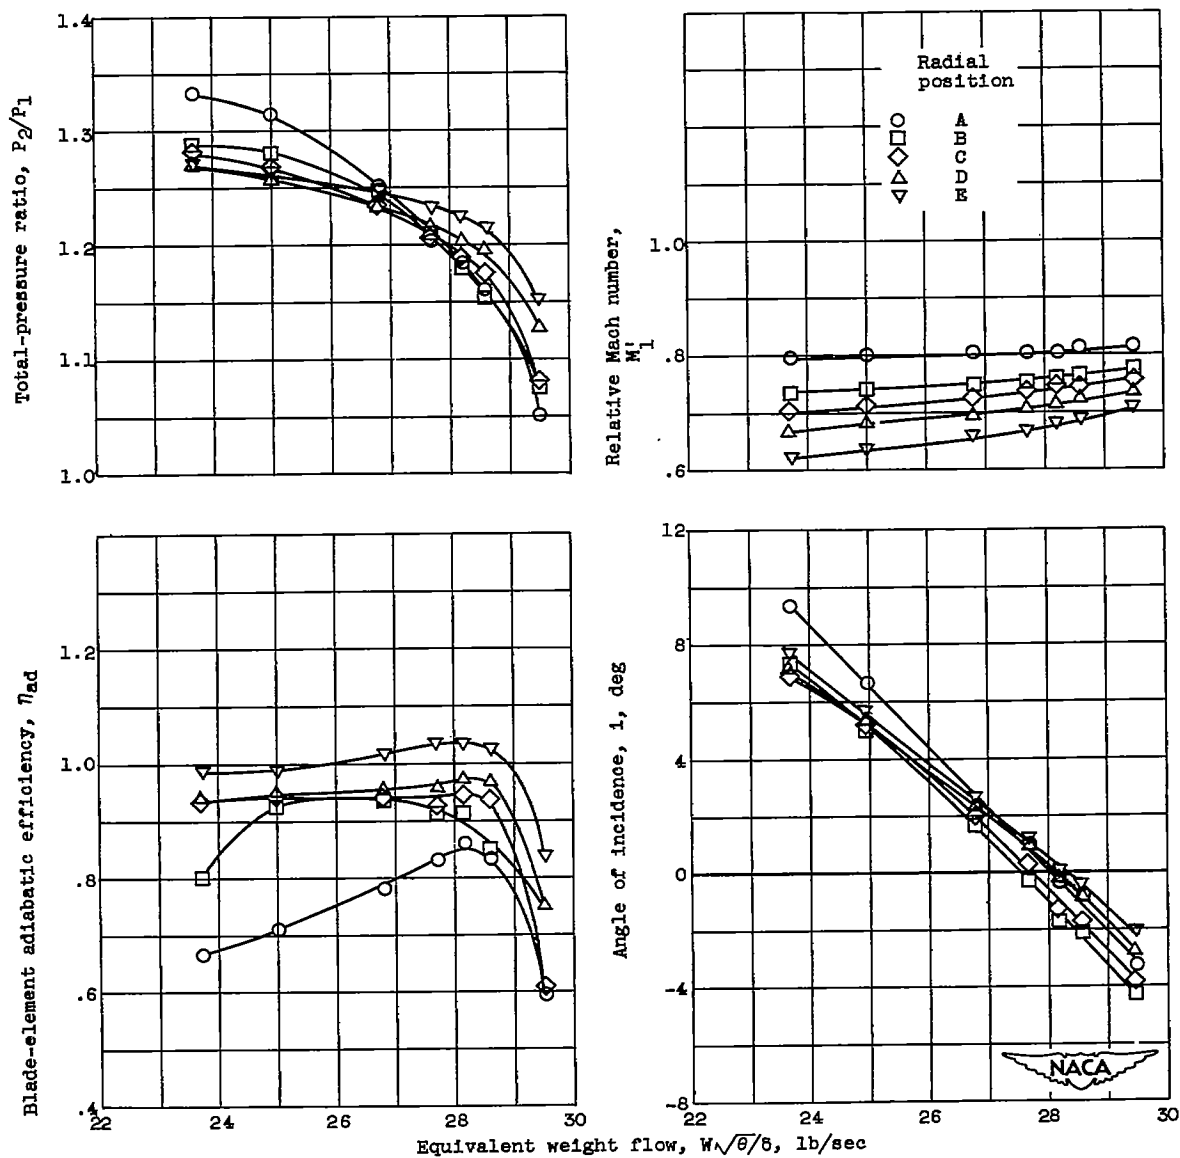 1.4
1.3
1.2
1.1
1.0
Total-pressure ratio, P2/P1
Radial
position
A
B
C
D
E
1.0
.8
.6
Relative Mach number,
M'1
1.2
1.0
.8
.6
.4
Blade-element adiabatic efficiency, ηad
22 24 26 28 30
12
8
4
0
-4
-8
Angle of incidence, i, deg
NACA
22 24 26 28 30
Equivalent weight flow, W√θ/δ, lb/sec